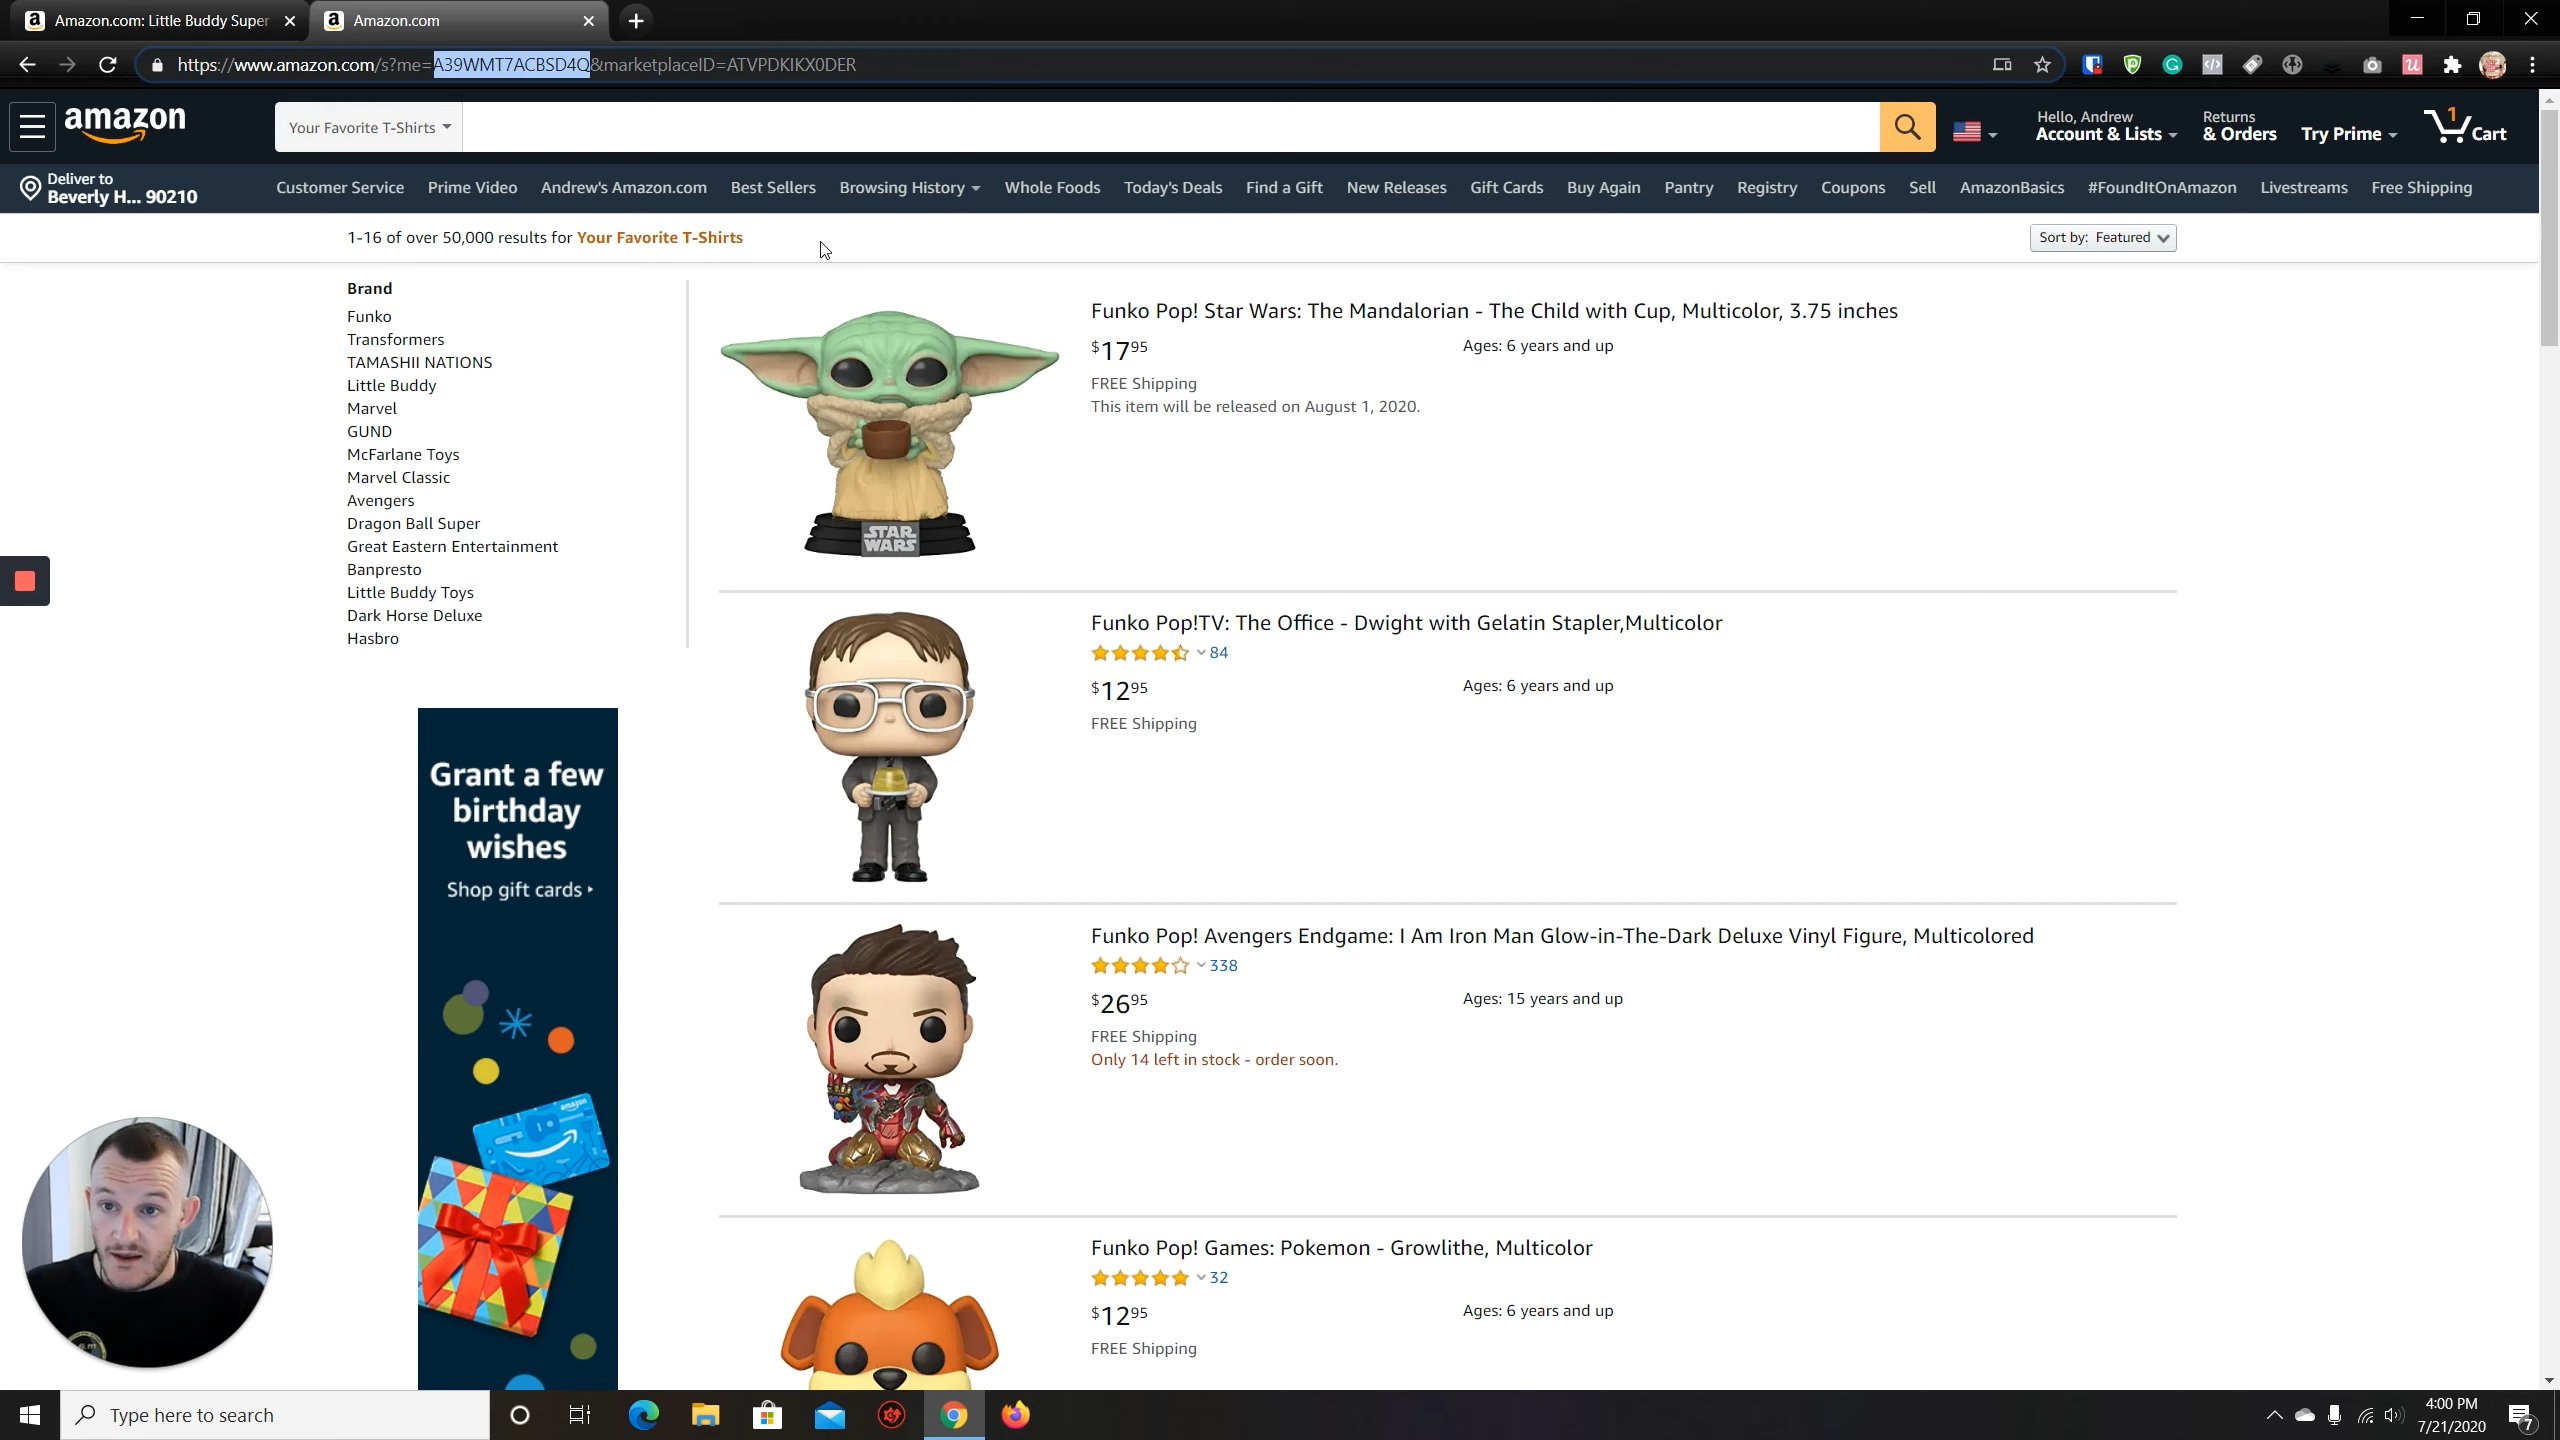 Amazon.com: Little Buddy Super
Amazon.com
https://www.amazon.com/s?me=A39WMT7ACBSD4Q&marketplaceID=ATVPDKIKX0DER
amazon
Your Favorite T-Shirts
Hello, Andrew
Account & Lists
Returns
& Orders
Try Prime
1
Cart
Deliver to
Beverly H... 90210
Customer Service
Prime Video
Andrew's Amazon.com
Best Sellers
Browsing History
Whole Foods
Today's Deals
Find a Gift
New Releases
Gift Cards
Buy Again
Pantry
Registry
Coupons
Sell
AmazonBasics
#FoundItOnAmazon
Livestreams
Free Shipping
1-16 of over 50,000 results for Your Favorite T-Shirts
Sort by: Featured
Brand
Funko
Transformers
TAMASHII NATIONS
Little Buddy
Marvel
GUND
McFarlane Toys
Marvel Classic
Avengers
Dragon Ball Super
Great Eastern Entertainment
Banpresto
Little Buddy Toys
Dark Horse Deluxe
Hasbro
Grant a few
birthday
wishes
Shop gift cards
amazon
STAR
WARS
Funko Pop! Star Wars: The Mandalorian - The Child with Cup, Multicolor, 3.75 inches
$17 95
Ages: 6 years and up
FREE Shipping
This item will be released on August 1, 2020.
Funko Pop!TV: The Office - Dwight with Gelatin Stapler,Multicolor
84
$12 95
Ages: 6 years and up
FREE Shipping
Funko Pop! Avengers Endgame: I Am Iron Man Glow-in-The-Dark Deluxe Vinyl Figure, Multicolored
338
$26 95
Ages: 15 years and up
FREE Shipping
Only 14 left in stock - order soon.
Funko Pop! Games: Pokemon - Growlithe, Multicolor
32
$12 95
Ages: 6 years and up
FREE Shipping
Type here to search
4:00 PM
7/21/2020
7